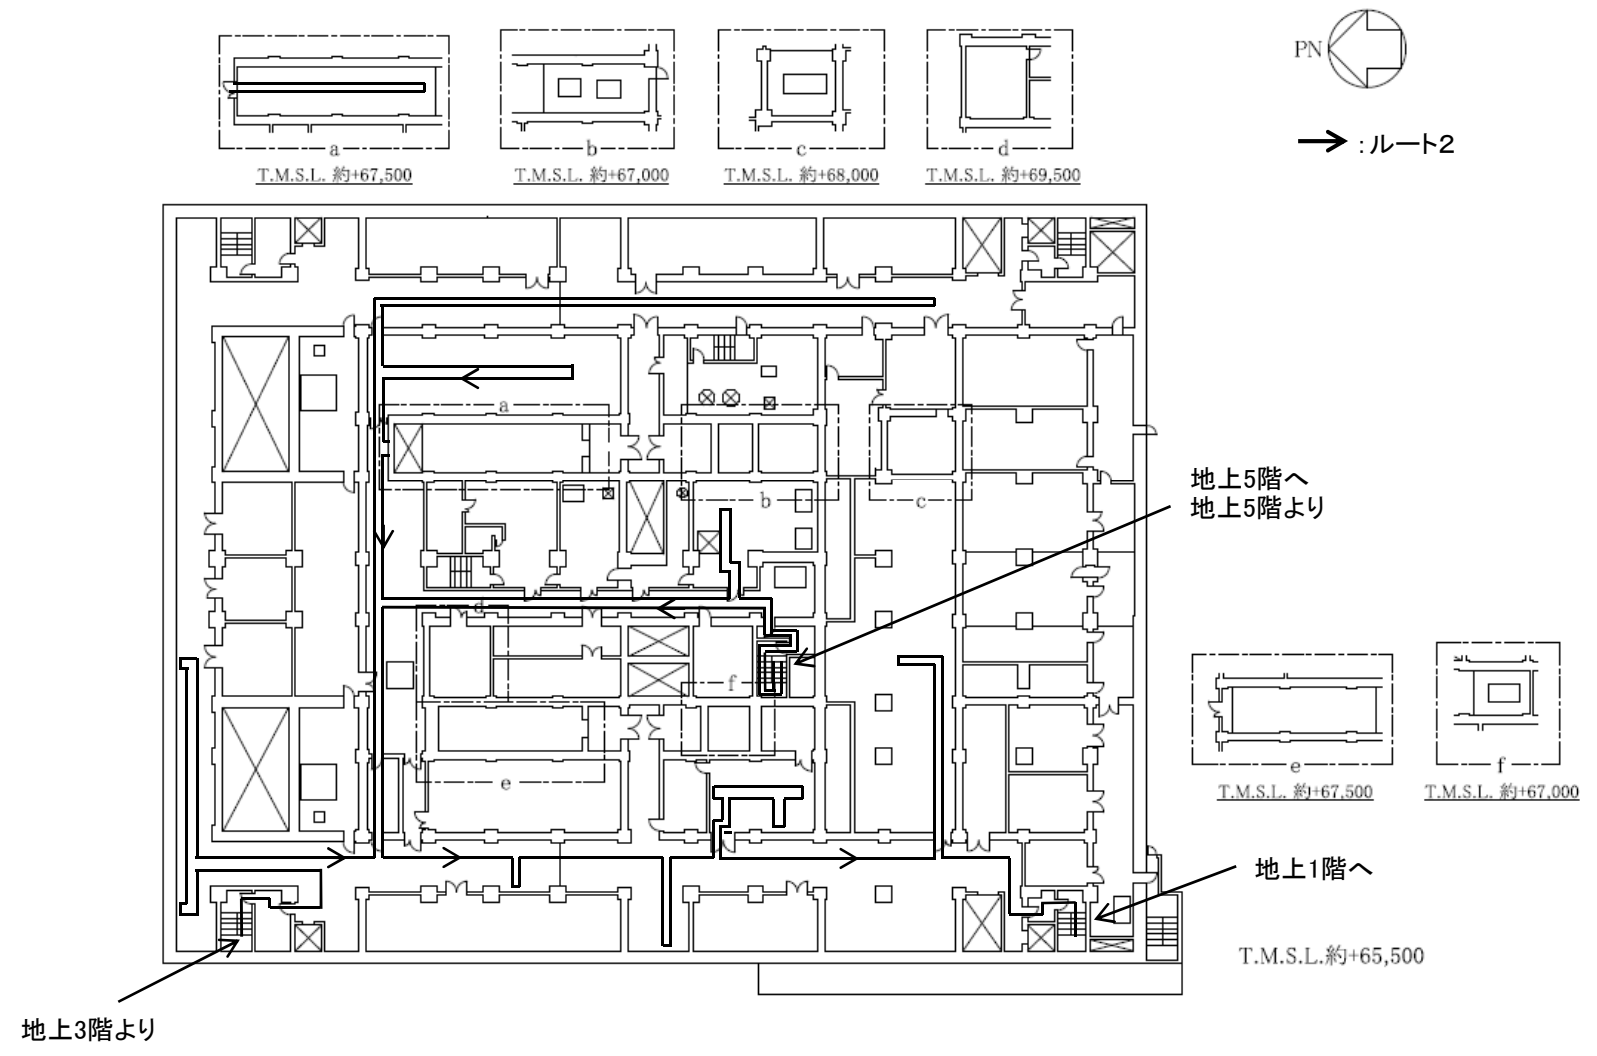 PN
:ルート2
a
b
c
d
T.M.S.L. 約+67,500
T.M.S.L. 約+67,000
T.M.S.L. 約+68,000
T.M.S.L. 約+69,500
a
b
c
地上5階へ
地上5階より
d
f
e
e
f
T.M.S.L. 約+67,500
T.M.S.L. 約+67,000
地上1階へ
T.M.S.L.約+65,500
地上3階より